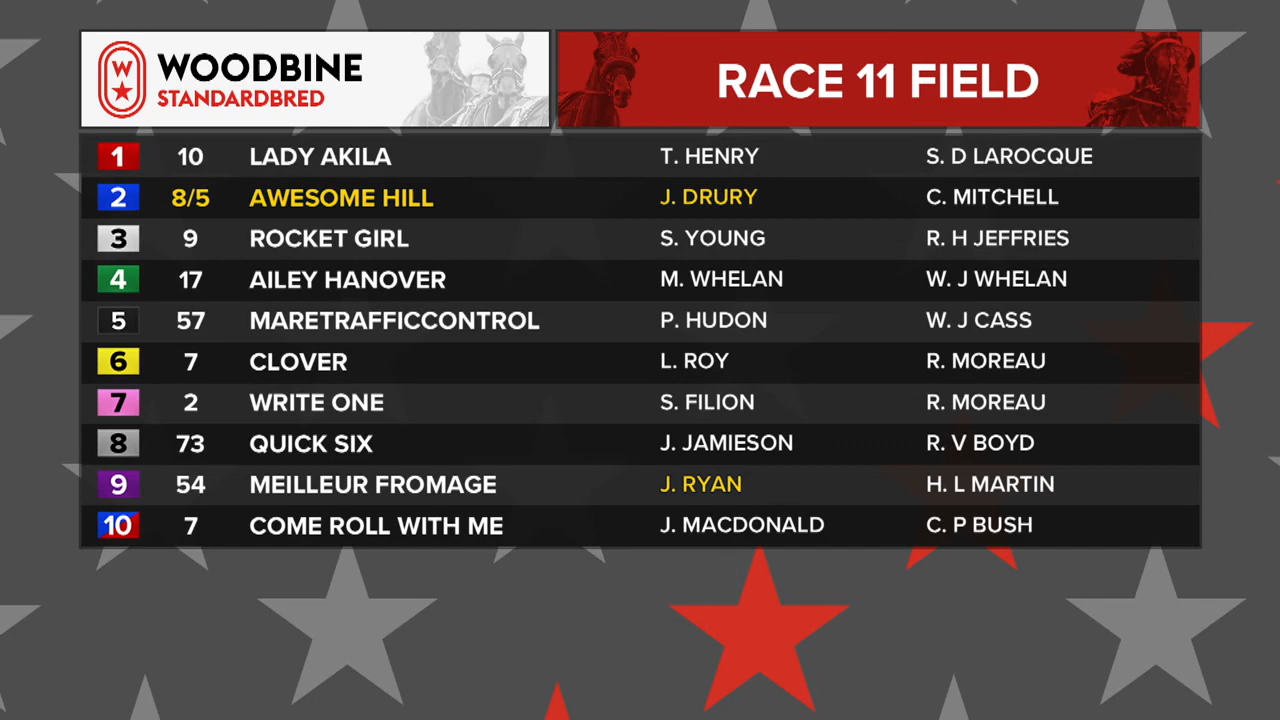 W
WOODBINE
STANDARDBRED
RACE 11 FIELD
1 10 LADY AKILA T. HENRY S. D LAROCQUE
2 8/5 AWESOME HILL J. DRURY C. MITCHELL
3 9 ROCKET GIRL S. YOUNG R. H JEFFRIES
4 17 AILEY HANOVER M. WHELAN W. J WHELAN
5 57 MARETRAFFICCONTROL P. HUDON W. J CASS
6 7 CLOVER L. ROY R. MOREAU
7 2 WRITE ONE S. FILION R. MOREAU
8 73 QUICK SIX J. JAMIESON R. V BOYD
9 54 MEILLEUR FROMAGE J. RYAN H. L MARTIN
10 7 COME ROLL WITH ME J. MACDONALD C. P BUSH